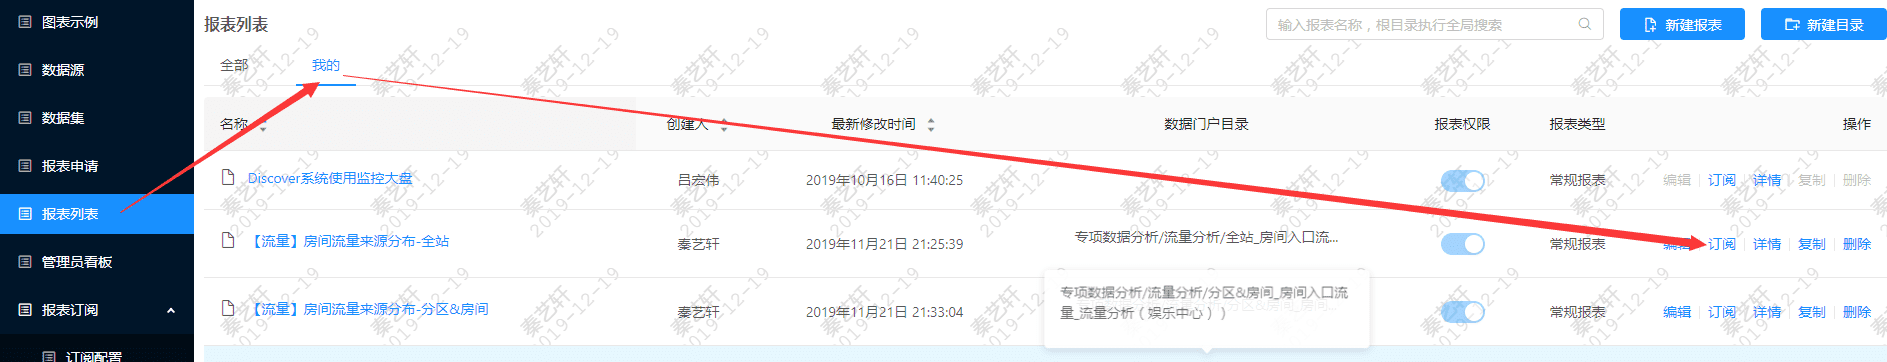 图表示例
数据源
数据集
报表申请
报表列表
管理员看板
报表订阅
订阅配置
报表列表
输入报表名称，根目录执行全局搜索
新建报表
新建目录
全部
我的
名称 创建人 最新修改时间 数据门户目录 报表权限 报表类型 操作
Discover系统使用监控大盘 吕宏伟 2019年10月16日 11:40:25 常规报表 编辑 订阅 详情 复制 删除
【流量】房间流量来源分布-全站 秦艺轩 2019年11月21日 21:25:39 专项数据分析/流量分析/全站_房间入口流... 常规报表 编辑 订阅 详情 复制 删除
【流量】房间流量来源分布-分区&房间 秦艺轩 2019年11月21日 21:33:04 常规报表 编辑 订阅 详情 复制 删除
专项数据分析/流量分析/分区&房间_房间入口流
量_流量分析（娱乐中心））
秦艺轩
2019-12-19